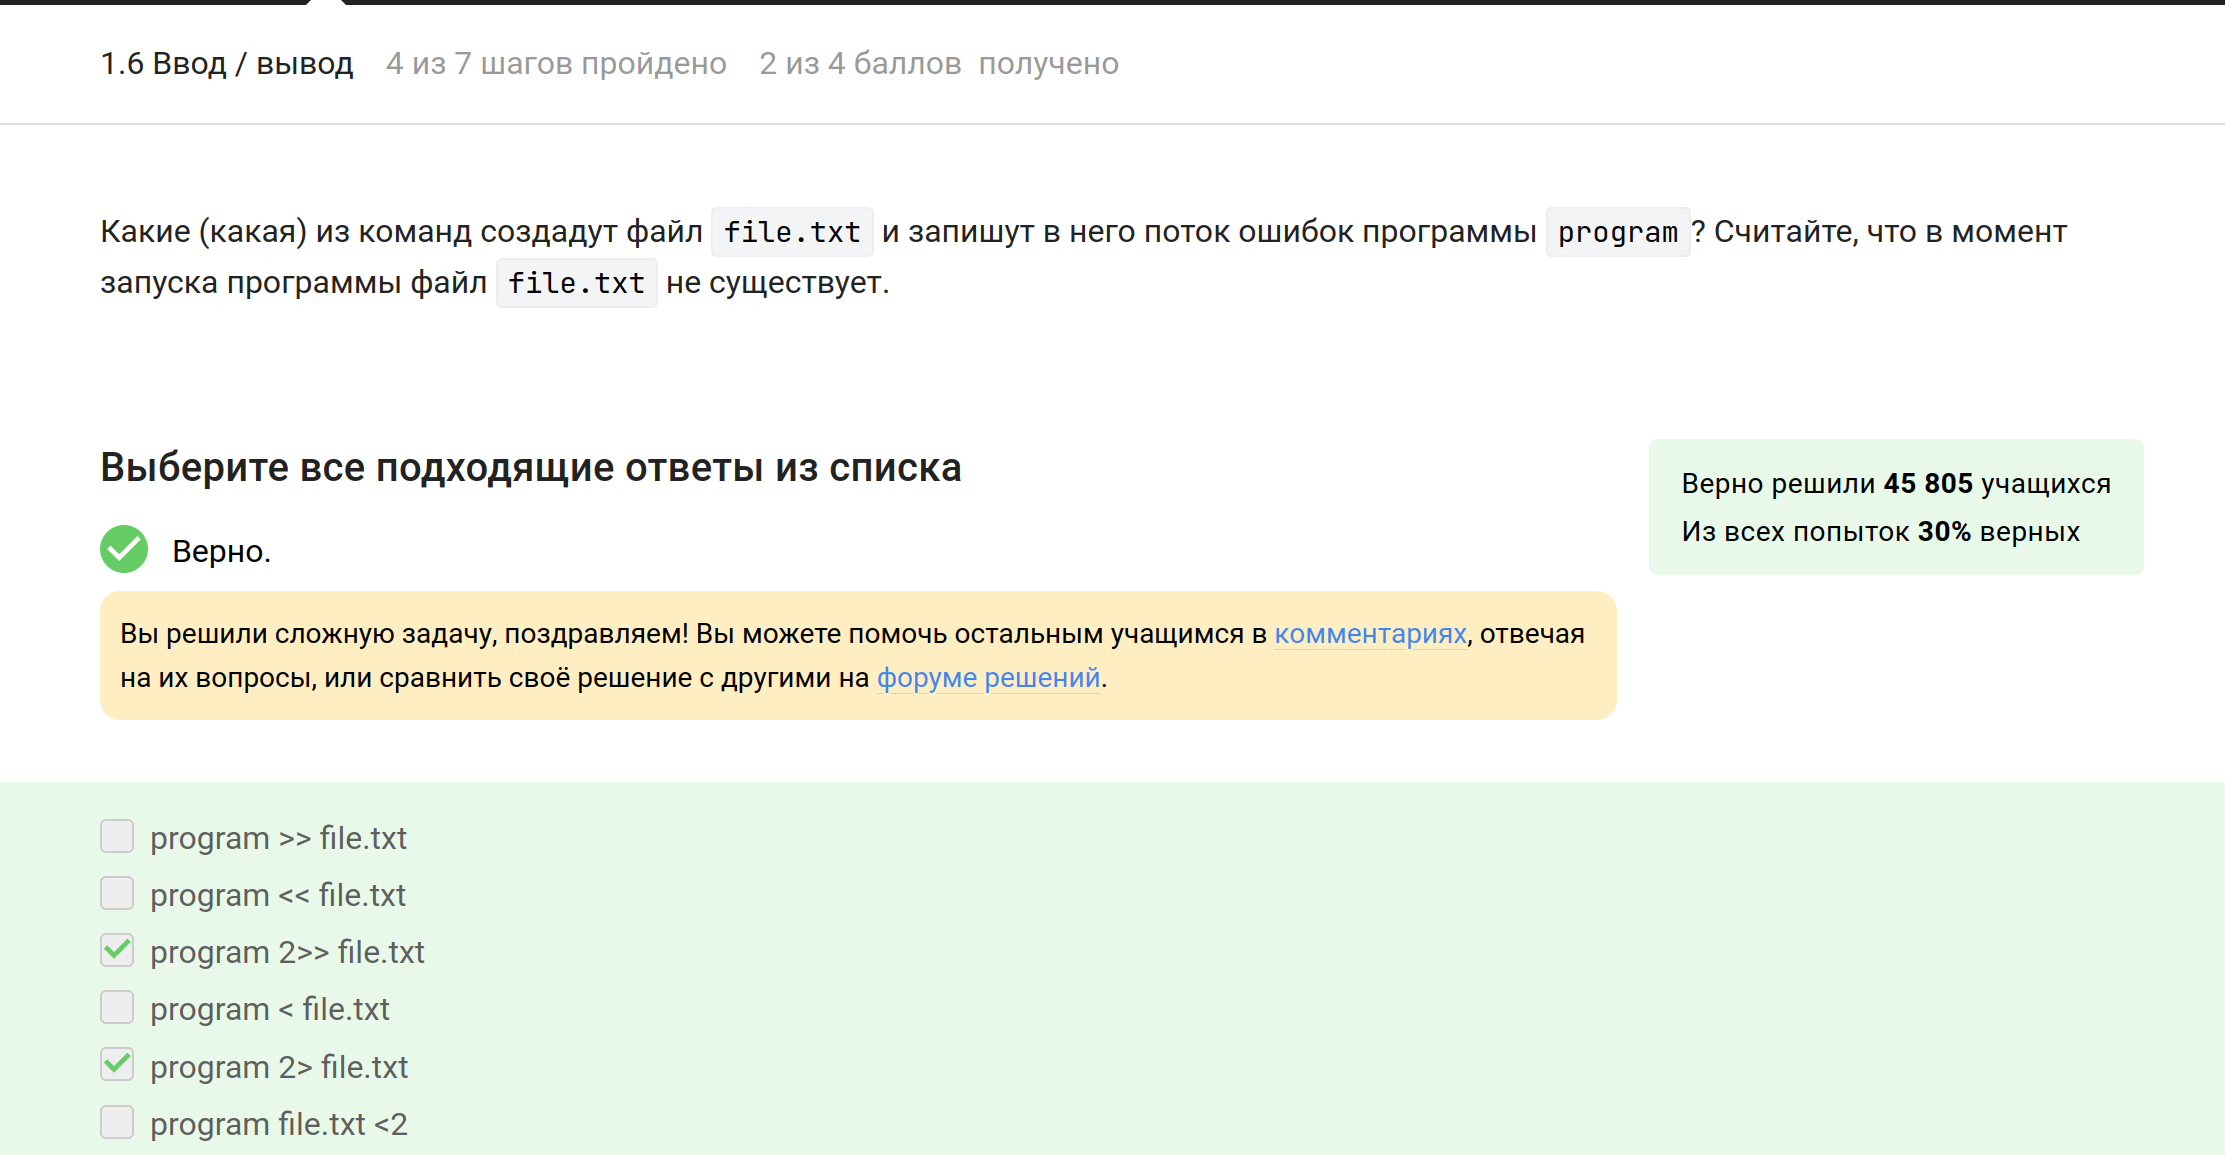 1.6 Ввод / вывод 4 из 7 шагов пройдено 2 из 4 баллов получено
Какие (какая) из команд создадут файл file.txt и запишут в него поток ошибок программы program? Считайте, что в момент
запуска программы файл file.txt не существует.
Выберите все подходящие ответы из списка
Верно.
Вы решили сложную задачу, поздравляем! Вы можете помочь остальным учащимся в комментариях, отвечая
на их вопросы, или сравнить своё решение с другими на форуме решений.
Верно решили 45 805 учащихся
Из всех попыток 30% верных
program >> file.txt
program << file.txt
program 2>> file.txt
program < file.txt
program 2> file.txt
program file.txt <2